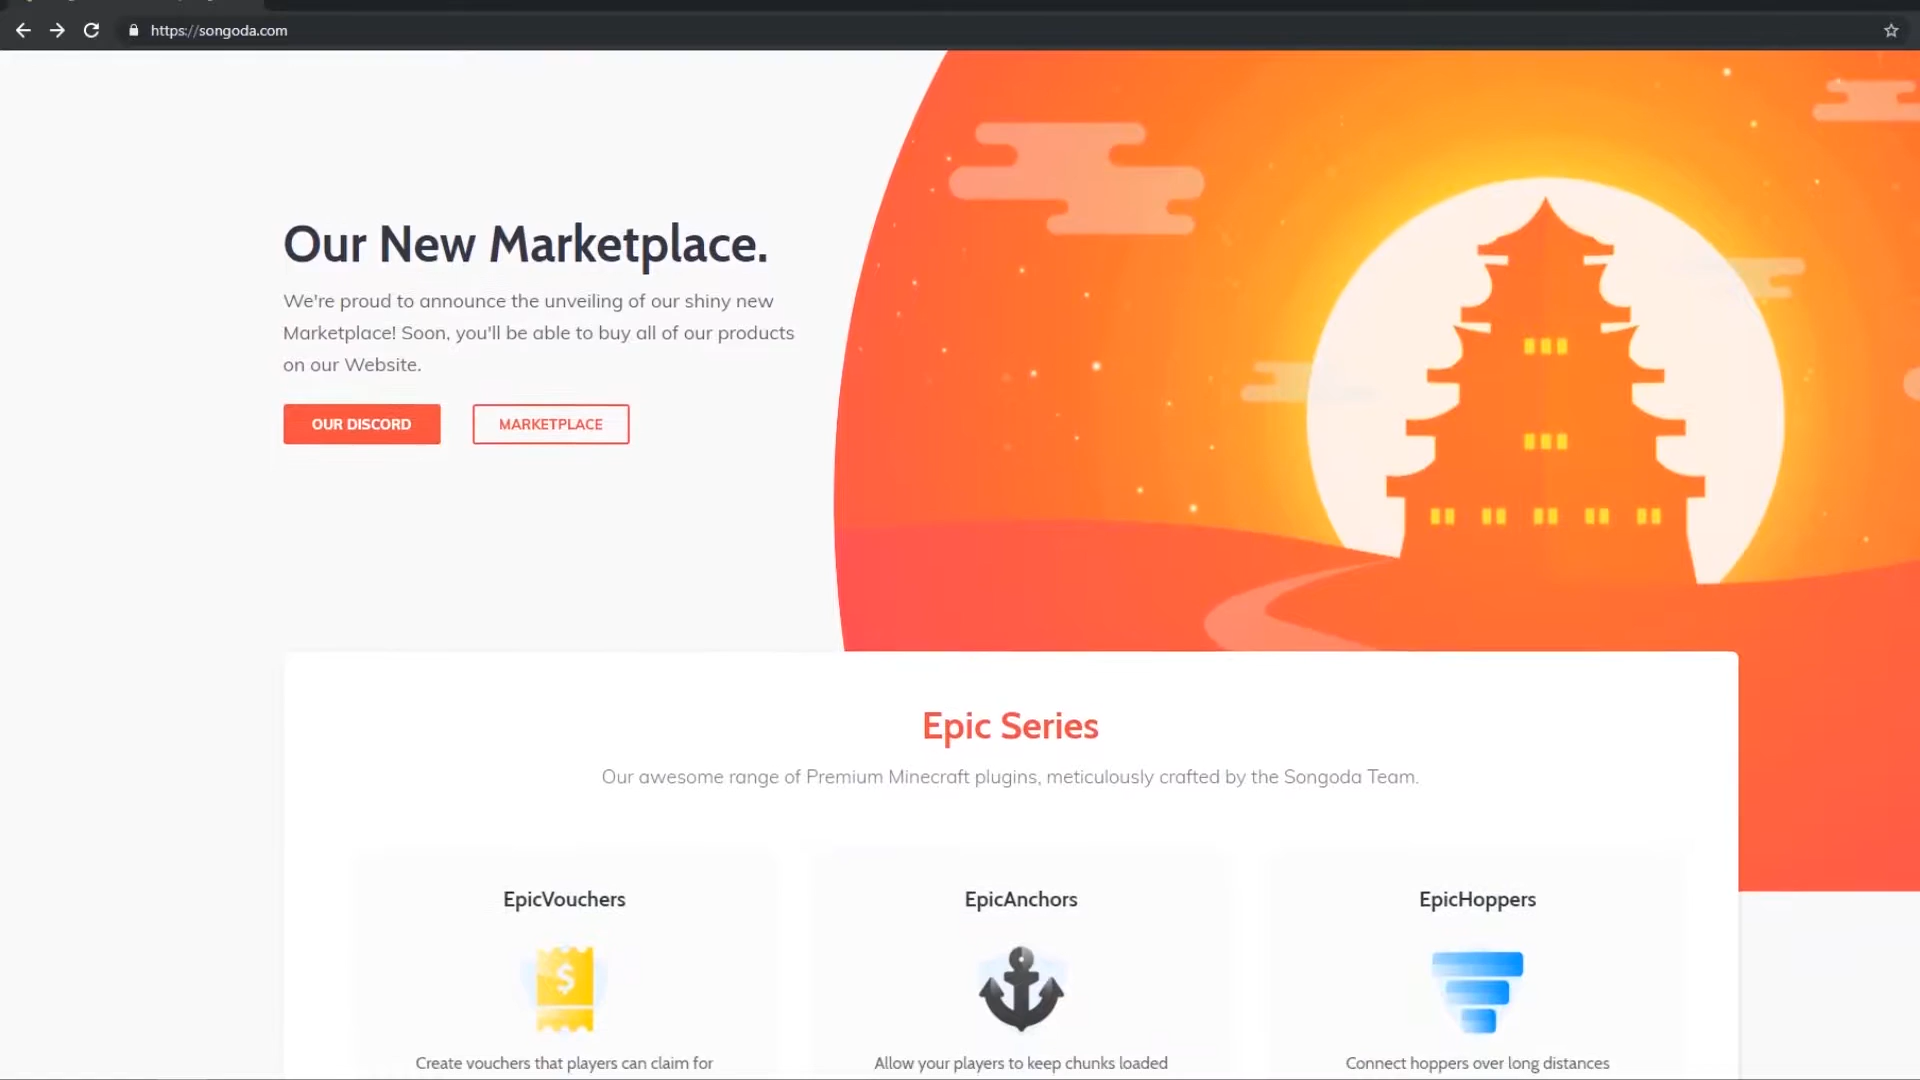 https://songoda.com
Our New Marketplace.
We're proud to announce the unveiling of our shiny new
Marketplace! Soon, you'll be able to buy all of our products
on our Website.
OUR DISCORD
MARKETPLACE
Epic Series
Our awesome range of Premium Minecraft plugins, meticulously crafted by the Songoda Team.
EpicVouchers
EpicAnchors
EpicHoppers
$
Create vouchers that players can claim for
Allow your players to keep chunks loaded
Connect hoppers over long distances